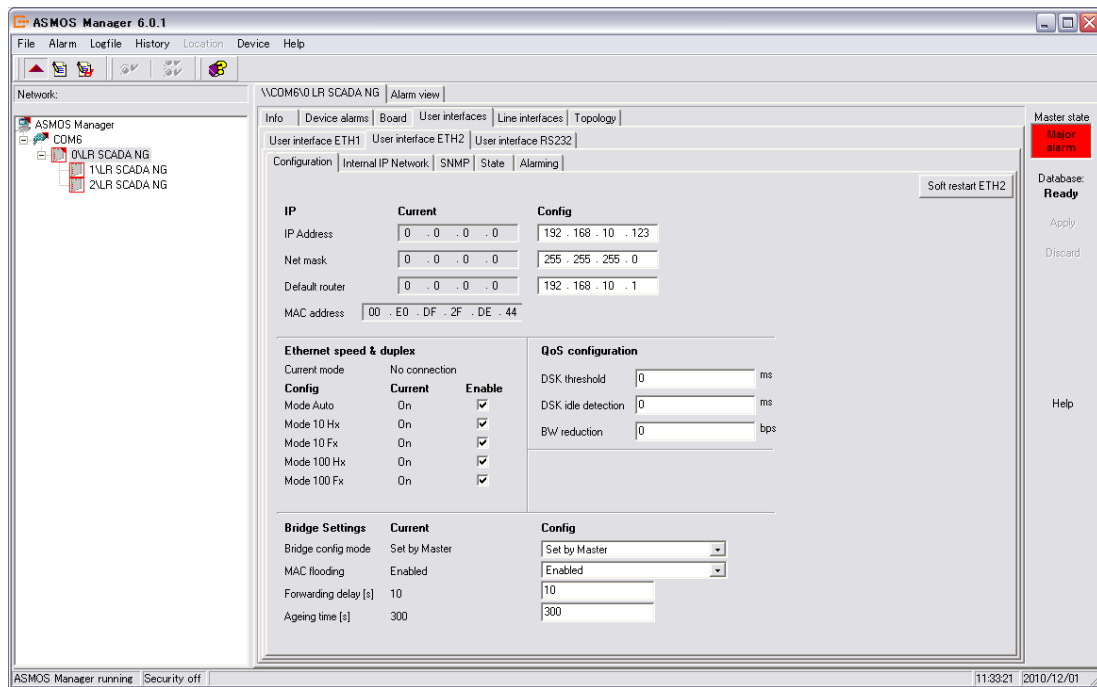 ASMOS Manager 6.0.1
File Alarm Logfile History Location Device Help
Network:
ASMOS Manager
COM6
0\LR SCADA NG
1\LR SCADA NG
2\LR SCADA NG
\\COM6\0 LR SCADA NG Alarm view
Info Device alarms Board User interfaces Line interfaces Topology
User interface ETH1 User interface ETH2 User interface RS232
Configuration Internal IP Network SNMP State Alarming
Soft restart ETH2
IP Current Config
IP Address 0 . 0 . 0 . 0 192 . 168 . 10 . 123
Net mask 0 . 0 . 0 . 0 255 . 255 . 255 . 0
Default router 0 . 0 . 0 . 0 192 . 168 . 10 . 1
MAC address 00 . E0 . DF . 2F . DE . 44
Ethernet speed & duplex
Current mode No connection
Config Current Enable
Mode Auto On
Mode 10 Hx On
Mode 10 Fx On
Mode 100 Hx On
Mode 100 Fx On
QoS configuration
DSK threshold 0 ms
DSK idle detection 0 ms
BW reduction 0 bps
Bridge Settings Current Config
Bridge config mode Set by Master Set by Master
MAC flooding Enabled Enabled
Forwarding delay [s] 10 10
Ageing time [s] 300 300
Master state
Major
alarm
Database:
Ready
Apply
Discard
Help
ASMOS Manager running Security off 11:33:21 2010/12/01